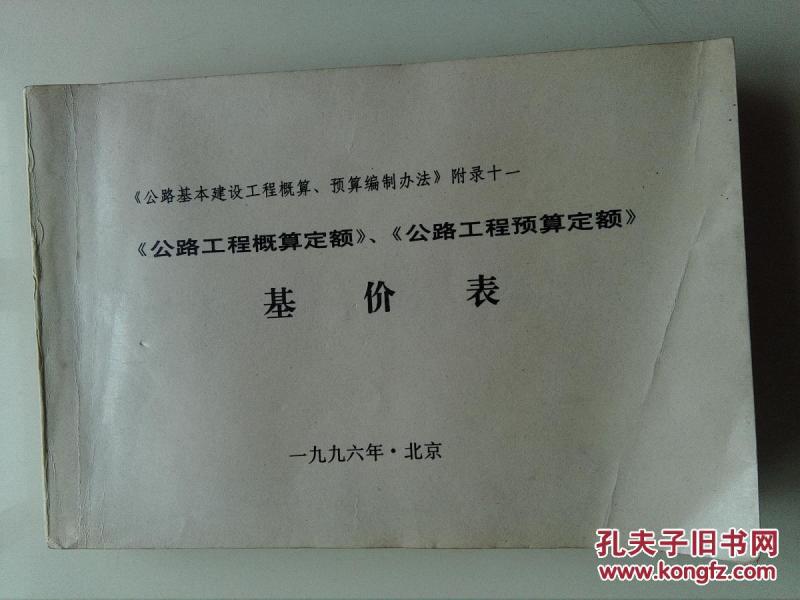 《公路基本建设工程概算、预算编制办法》附录十一
《公路工程概算定额》、《公路工程预算定额》
基价表
一九九六年·北京
孔夫子旧书网
www.kongfz.com